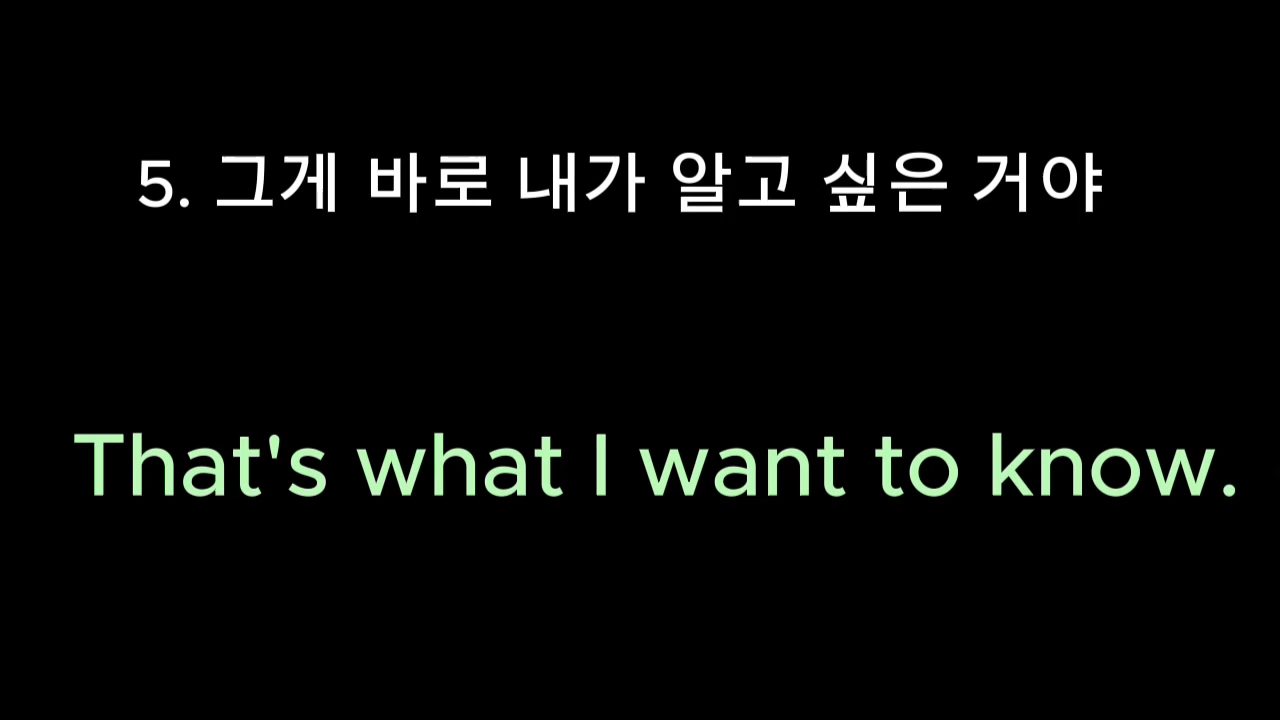 5. 그게 바로 내가 알고 싶은 거야
That's what I want to know.